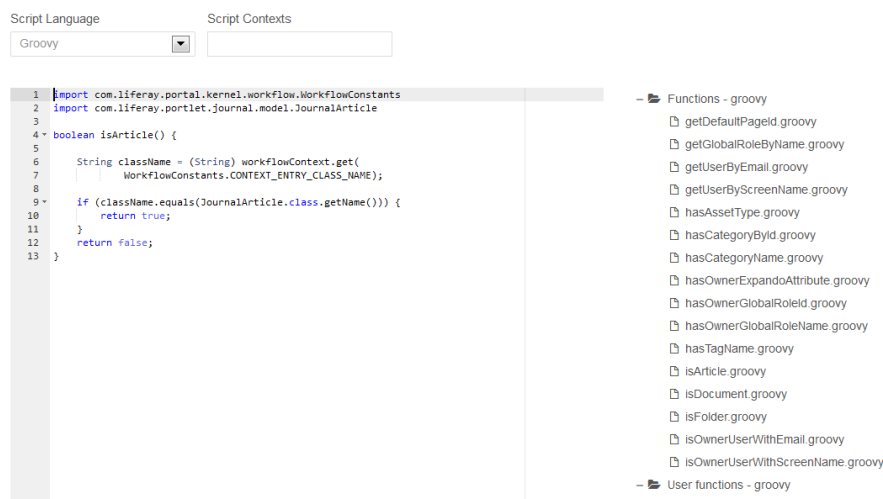 Script Language
Script Contexts
Groovy
1 import com.liferay.portal.kernel.workflow.WorkflowConstants
2 import com.liferay.portlet.journal.model.JournalArticle
3
4 boolean isArticle() {
5
6 String className = (String) workflowContext.get(
7 WorkflowConstants.CONTEXT_ENTRY_CLASS_NAME);
8
9 if (className.equals(JournalArticle.class.getName())) {
10 return true;
11 }
12 return false;
13 }
Functions - groovy
getDefaultPageId.groovy
getGlobalRoleByName.groovy
getUserByEmail.groovy
getUserByScreenName.groovy
hasAssetType.groovy
hasCategoryById.groovy
hasCategoryName.groovy
hasOwnerExpandoAttribute.groovy
hasOwnerGlobalRoleId.groovy
hasOwnerGlobalRoleName.groovy
hasTagName.groovy
isArticle.groovy
isDocument.groovy
isFolder.groovy
isOwnerUserWithEmail.groovy
isOwnerUserWithScreenName.groovy
User functions - groovy